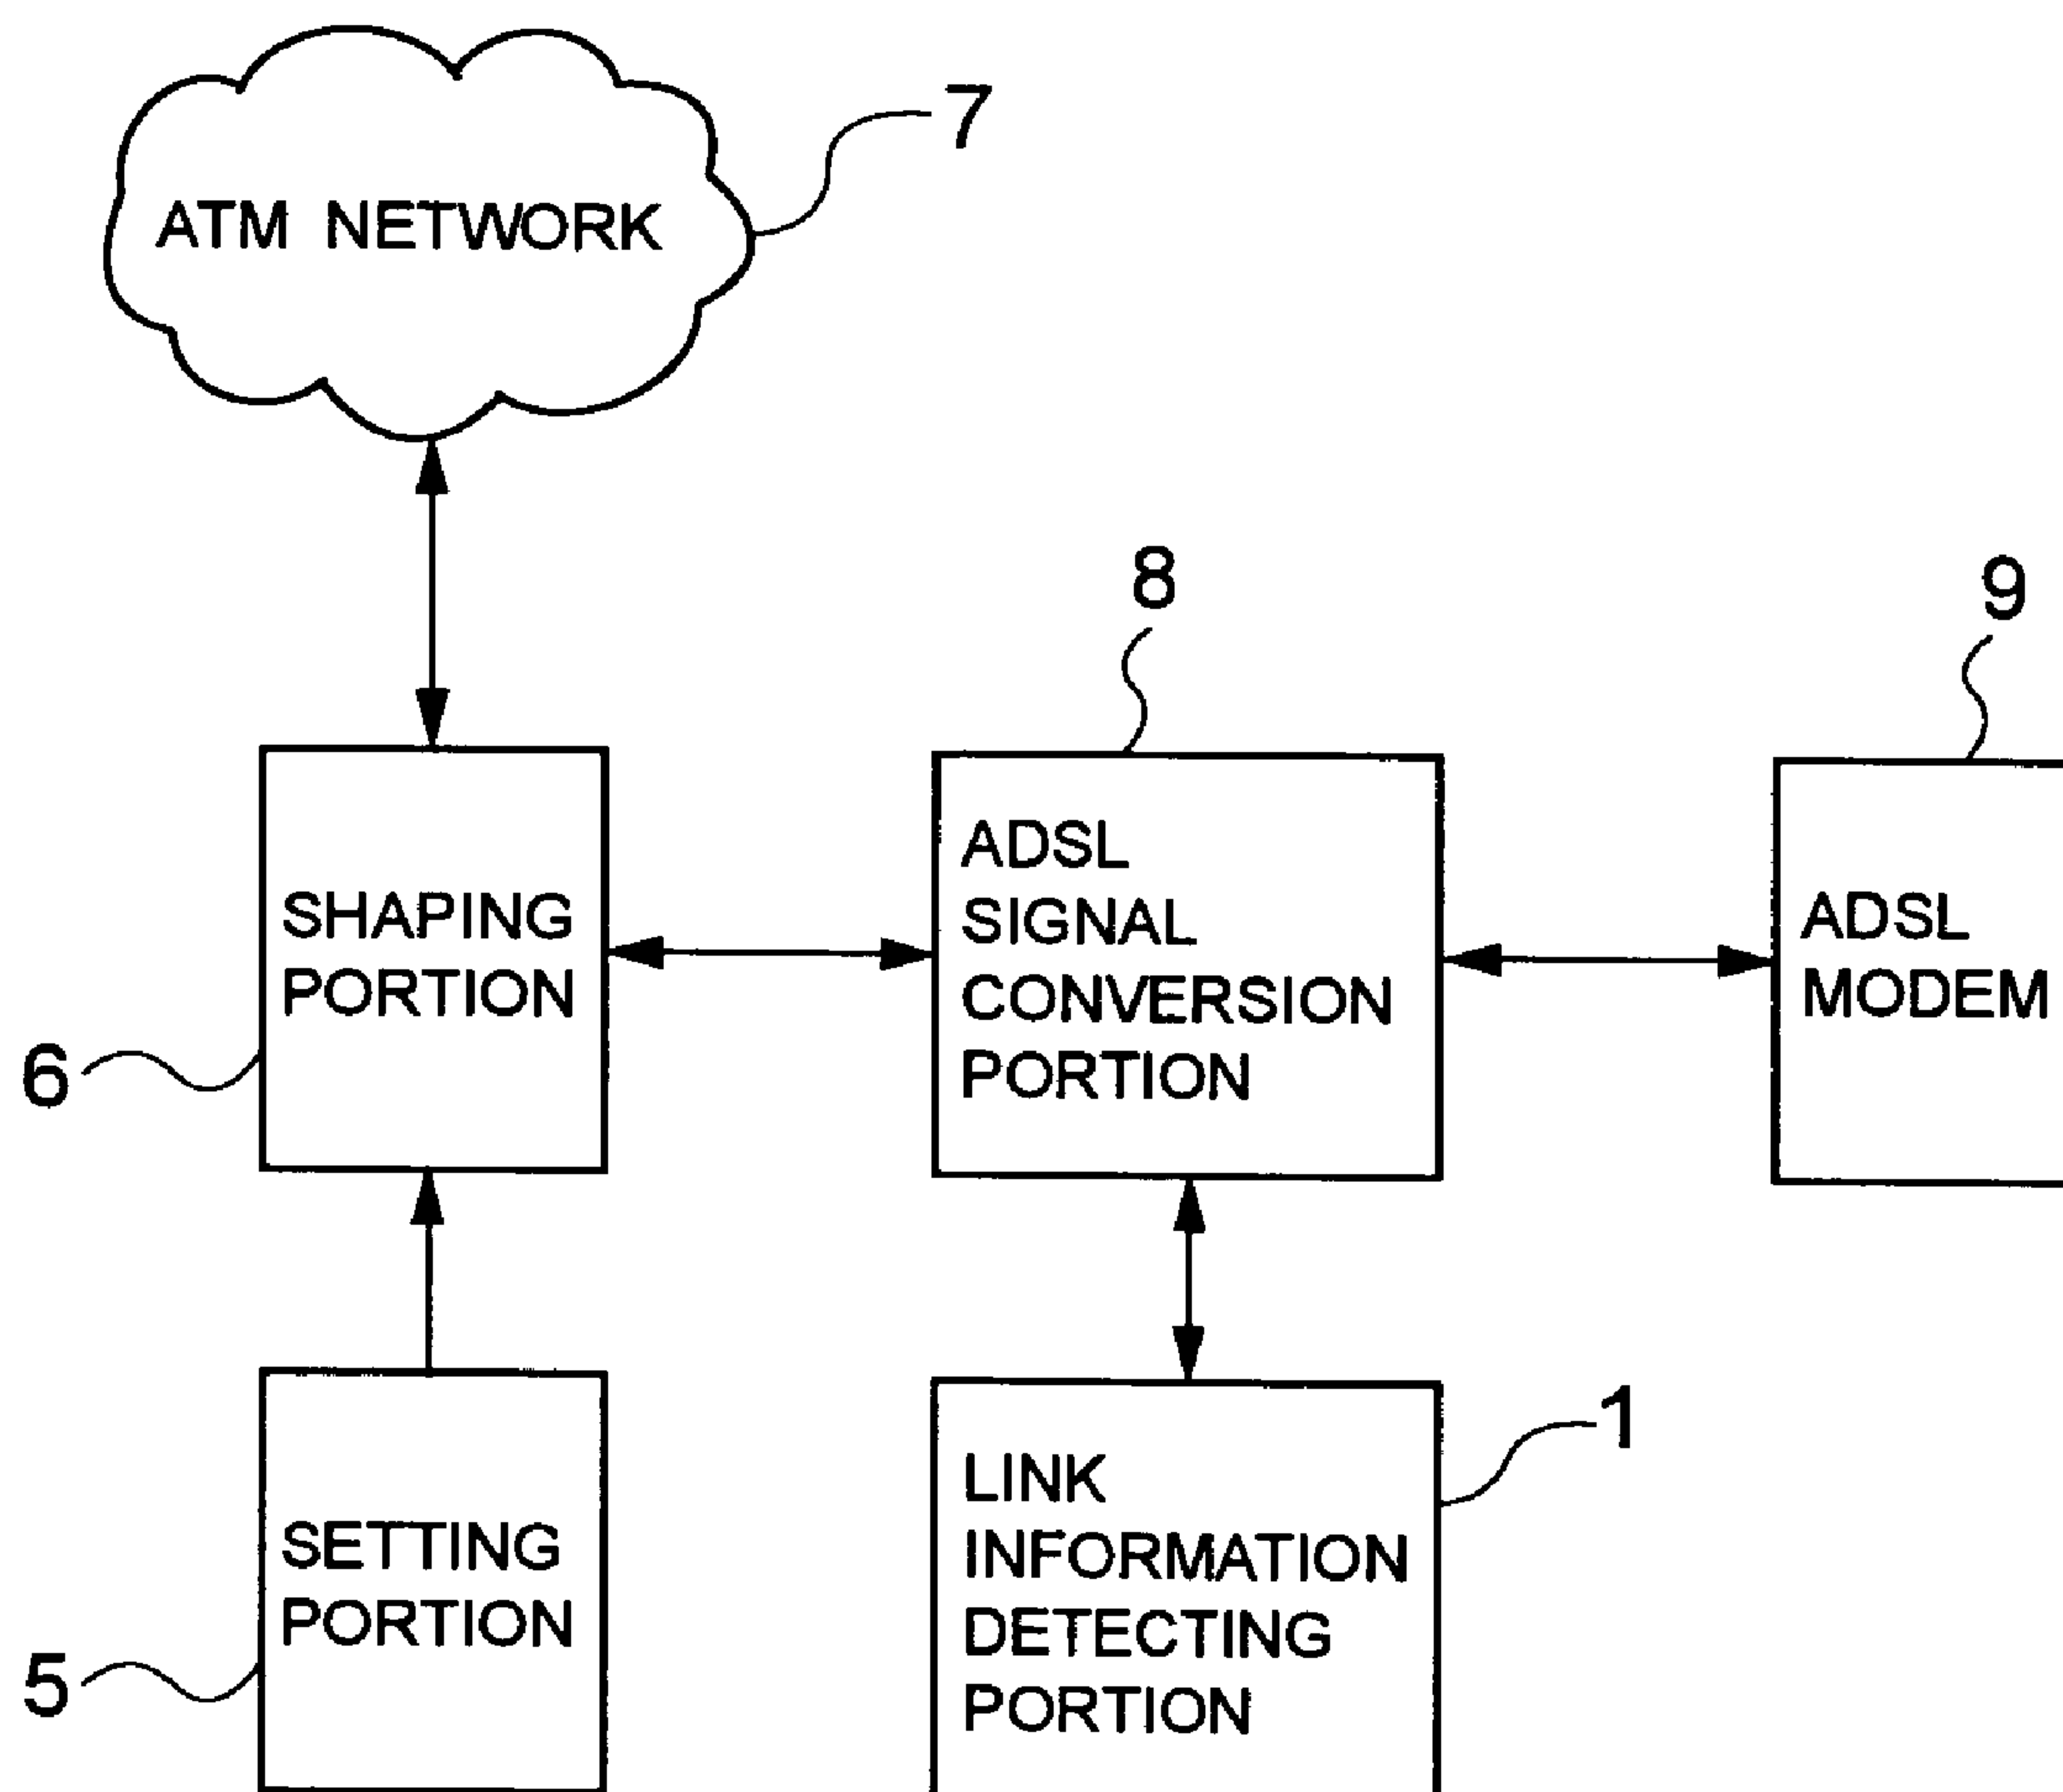 7
ATM NETWORK
8
9
SHAPING
PORTION
6
ADSL
SIGNAL
CONVERSION
PORTION
ADSL
MODEM
SETTING
PORTION
5
LINK
INFORMATION
DETECTING
PORTION
1